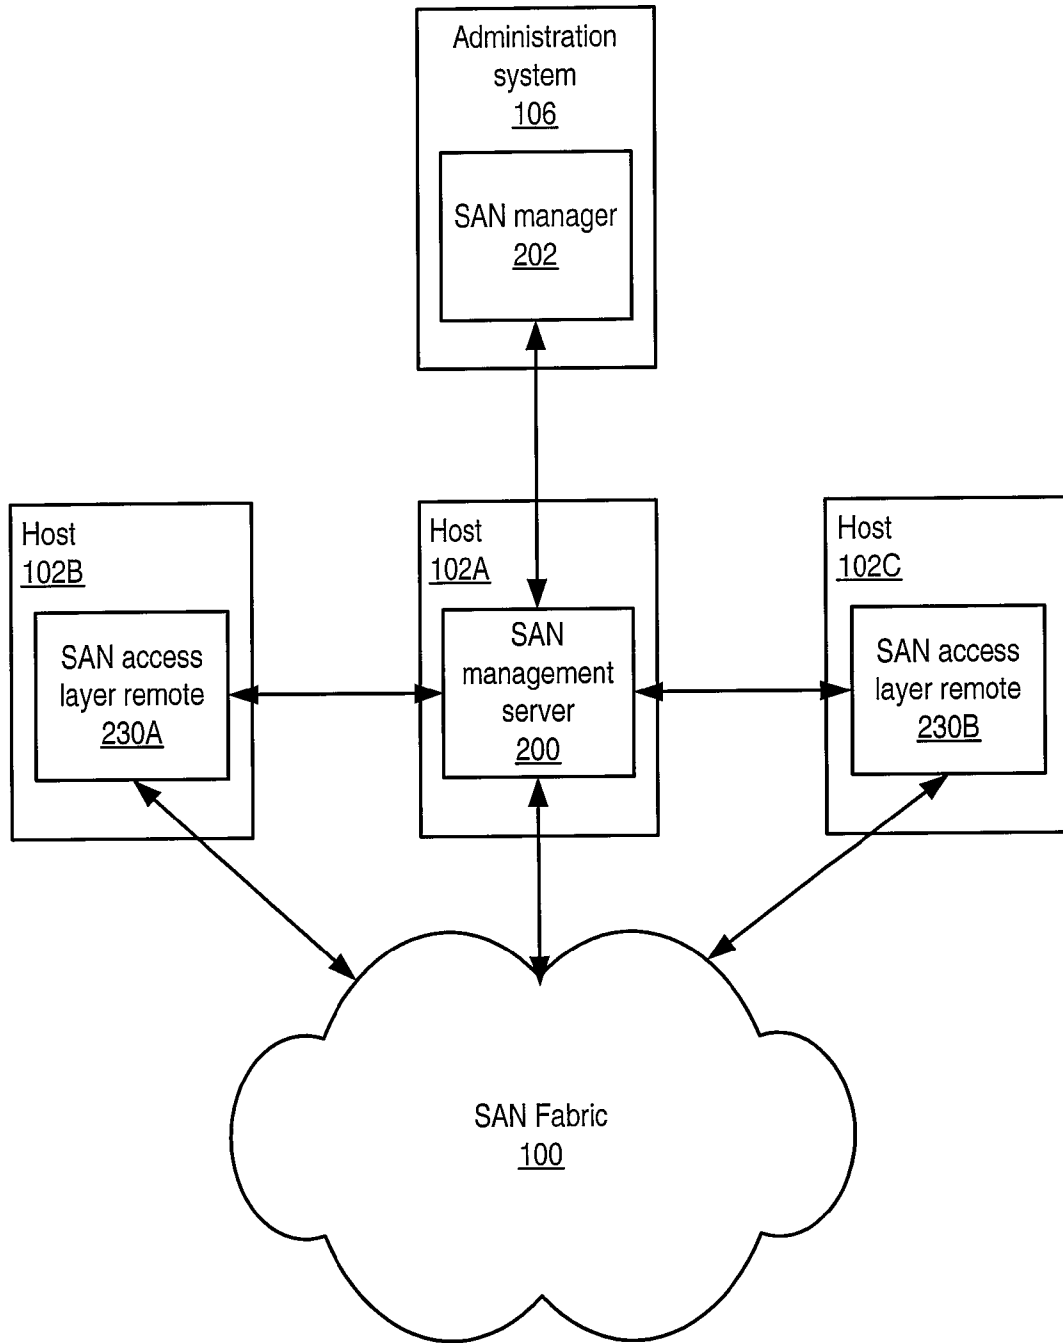 Administration
system
106
SAN manager
202
Host
102B
SAN access
layer remote
230A
Host
102A
SAN
management
server
200
Host
102C
SAN access
layer remote
230B
SAN Fabric
100